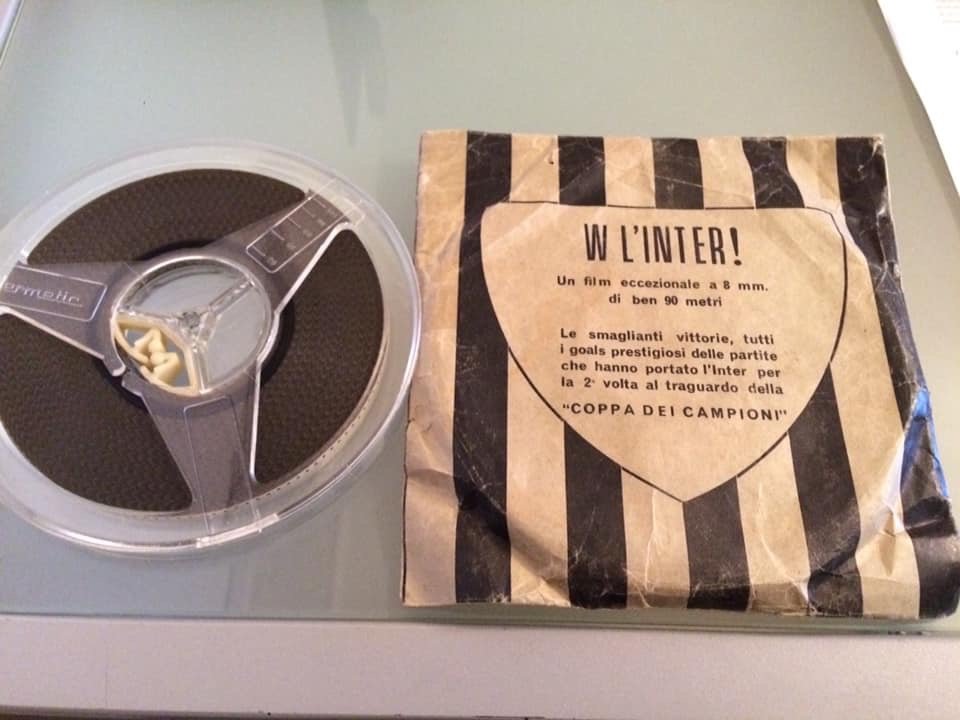 W L'INTER!
Un film eccezionale a 8 mm.
di ben 90 metri
Le smaglianti vittorie, tutti
i goals prestigiosi delle partite
che hanno portato l'Inter per
la 2ª volta al traguardo della
"COPPA DEI CAMPIONI"
ermetic